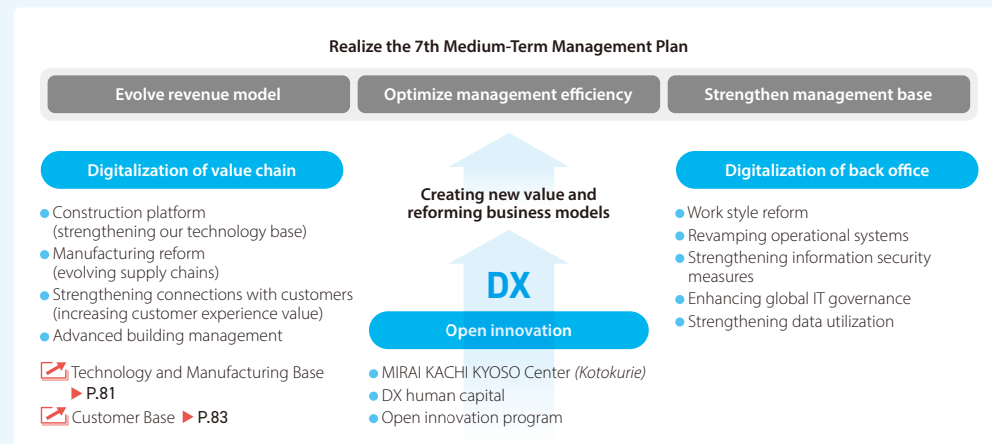 Realize the 7th Medium-Term Management Plan
Evolve revenue model
Optimize management efficiency
Strengthen management base
Digitalization of value chain
Construction platform
(strengthening our technology base)
Manufacturing reform
(evolving supply chains)
Strengthening connections with customers
(increasing customer experience value)
Advanced building management
Technology and Manufacturing Base
▶ P.81
Customer Base ▶ P.83
Creating new value and
reforming business models
DX
Open innovation
MIRAI KACHI KYOSO Center (Kotokurie)
DX human capital
Open innovation program
Digitalization of back office
Work style reform
Revamping operational systems
Strengthening information security
measures
Enhancing global IT governance
Strengthening data utilization